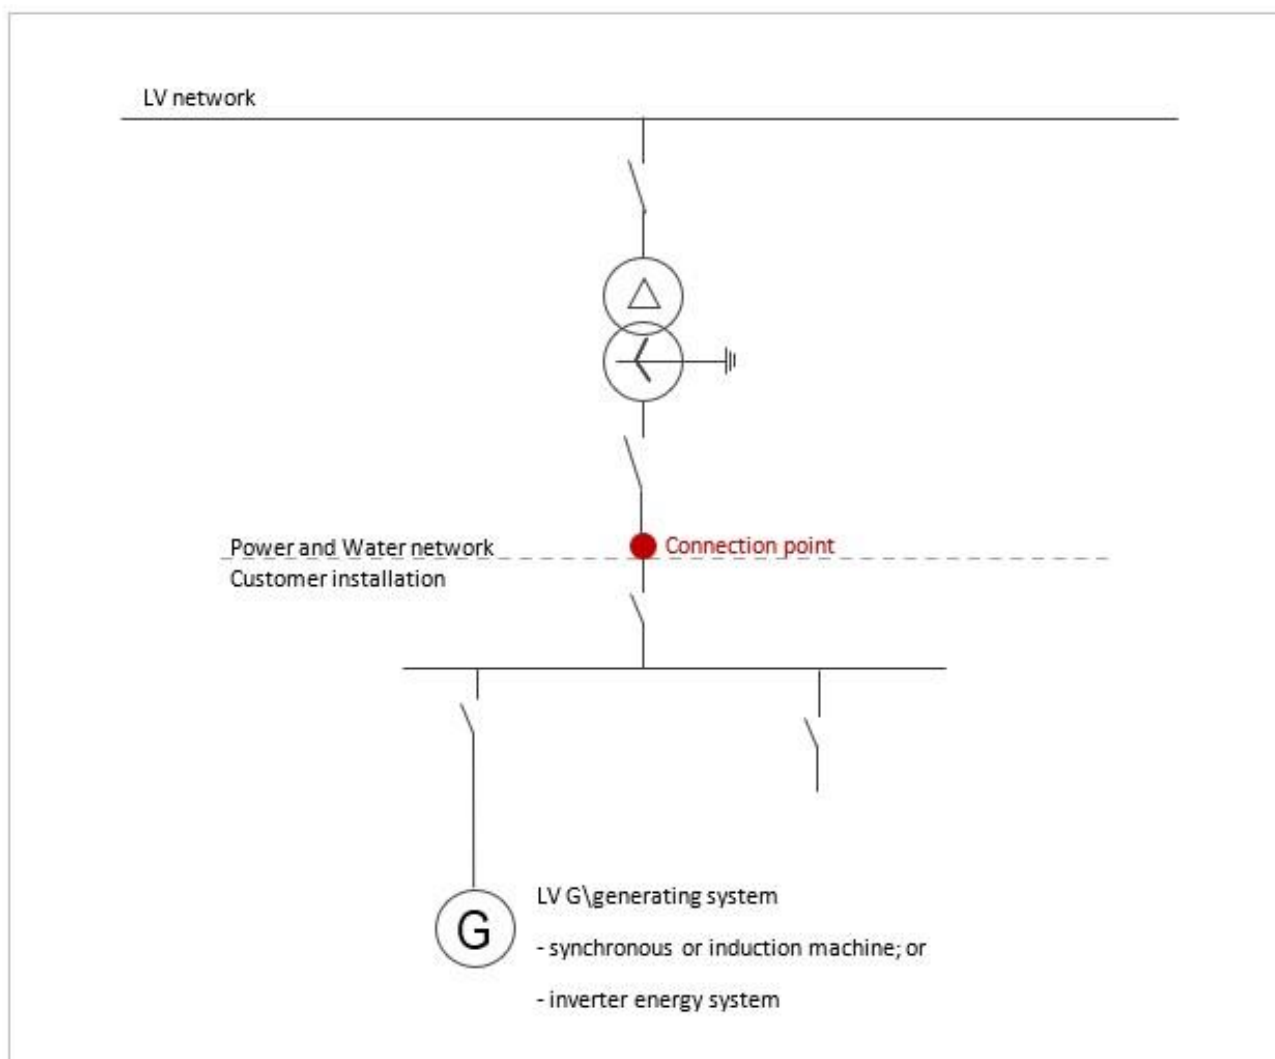 LV network
Power and Water network
Connection point
Customer installation
LV G\generating system
G
- synchronous or induction machine; or
- inverter energy system